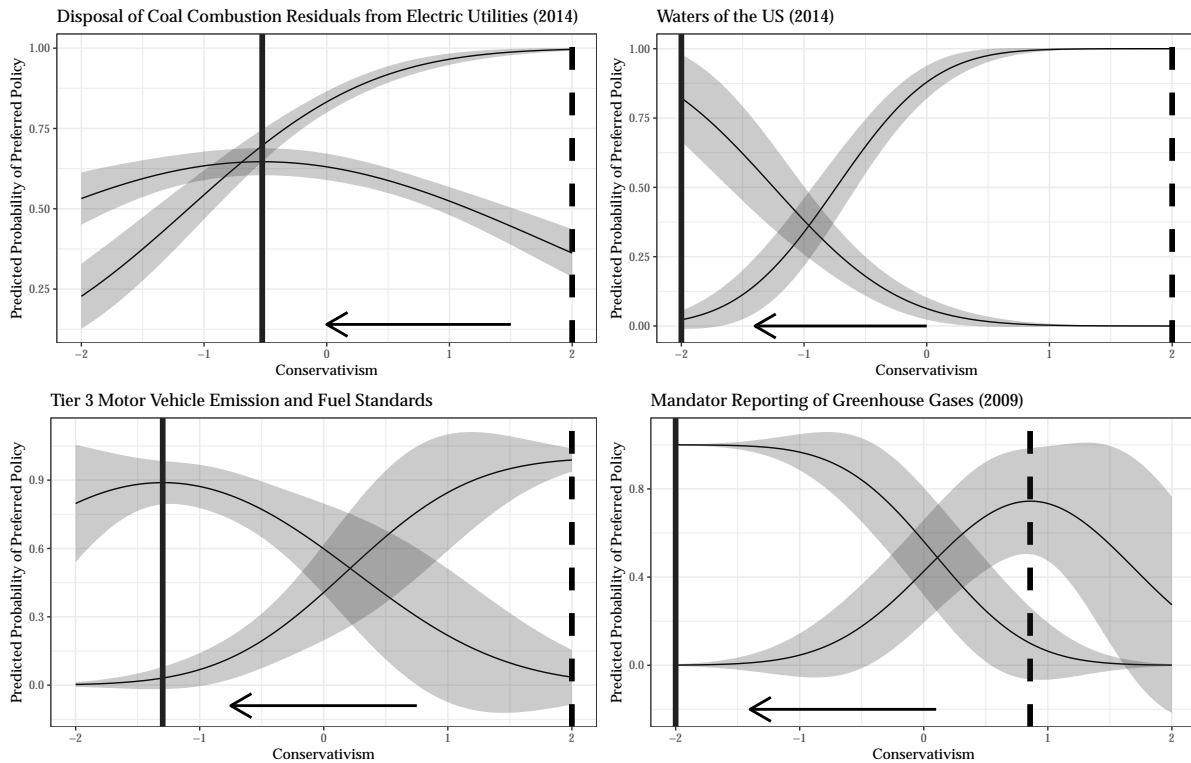 Disposal of Coal Combustion Residuals from Electric Utilities (2014)
Predicted Probability of Preferred Policy
1.00
0.75
0.50
0.25
−2 −1 0 1 2
Conservativism
Waters of the US (2014)
Predicted Probability of Preferred Policy
1.00
0.75
0.50
0.25
0.00
−2 −1 0 1 2
Conservativism
Tier 3 Motor Vehicle Emission and Fuel Standards
Predicted Probability of Preferred Policy
0.9
0.6
0.3
0.0
−2 −1 0 1 2
Conservativism
Mandator Reporting of Greenhouse Gases (2009)
Predicted Probability of Preferred Policy
0.8
0.4
0.0
−2 −1 0 1 2
Conservativism